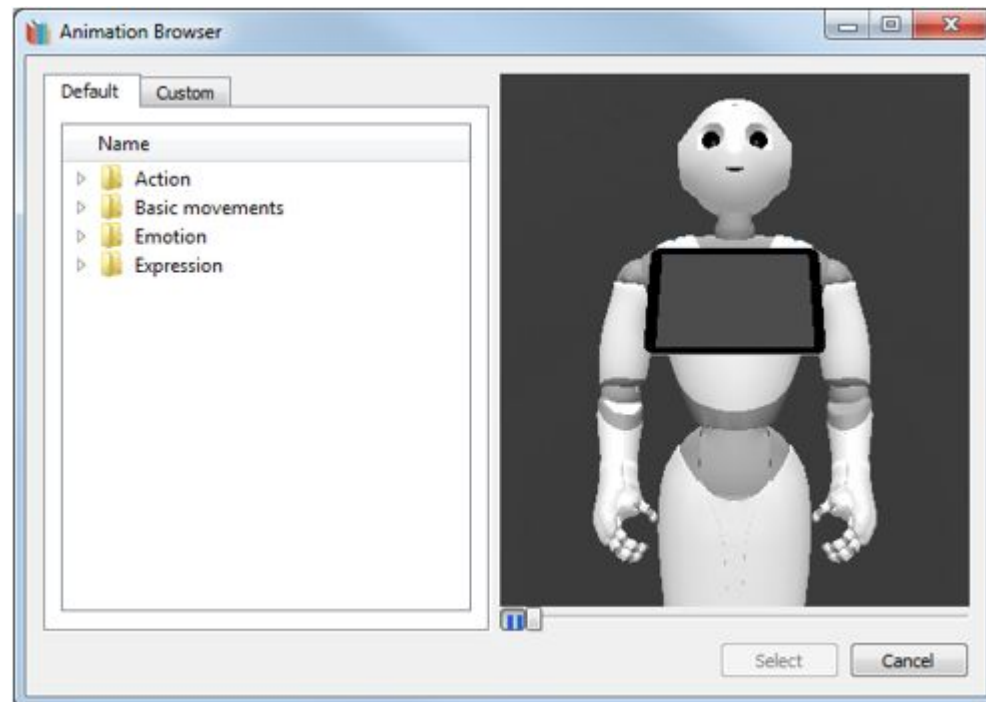 Animation Browser
Default Custom
Name
Action
Basic movements
Emotion
Expression
Select Cancel